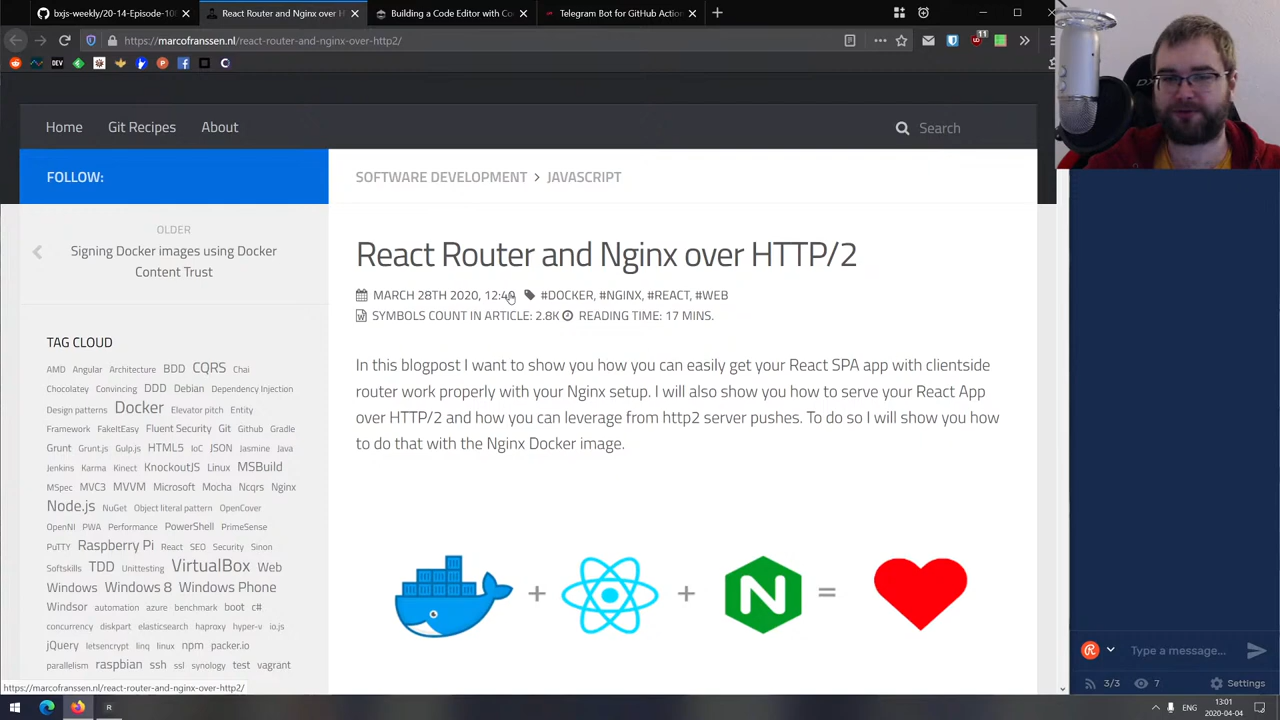 bxjs-weekly/20-14-Episode-10
React Router and Nginx over H
Building a Code Editor with Co
Telegram Bot for GitHub Action
https://marcofranssen.nl/react-router-and-nginx-over-http2/
11
DEV
Home Git Recipes About
Search
FOLLOW:
SOFTWARE DEVELOPMENT > JAVASCRIPT
OLDER
Signing Docker images using Docker
Content Trust
React Router and Nginx over HTTP/2
MARCH 28TH 2020, 12:40 #DOCKER, #NGINX, #REACT, #WEB
SYMBOLS COUNT IN ARTICLE: 2.8K READING TIME: 17 MINS.
In this blogpost I want to show you how you can easily get your React SPA app with clientside
router work properly with your Nginx setup. I will also show you how to serve your React App
over HTTP/2 and how you can leverage from http2 server pushes. To do so I will show you how
to do that with the Nginx Docker image.
TAG CLOUD
AMD Angular Architecture BDD CQRS Chai
Chocolatey Convincing DDD Debian Dependency Injection
Design patterns Docker Elevator pitch Entity
Framework FakeItEasy Fluent Security Git Github Gradle
Grunt Grunt.js Gulp.js HTML5 IoC JSON Jasmine Java
Jenkins Karma Kinect KnockoutJS Linux MSBuild
MSpec MVC3 MVVM Microsoft Mocha Ncqrs Nginx
Node.js NuGet Object literal pattern OpenCover
OpenNI PWA Performance PowerShell PrimeSense
PuTTY Raspberry Pi React SEO Security Sinon
Softskills TDD Unittesting VirtualBox Web
Windows Windows 8 Windows Phone
Windsor automation azure benchmark boot c#
concurrency diskpart elasticsearch haproxy hyper-v io.js
jQuery letsencrypt linq linux npm packer.io
parallelism raspbian ssh ssl synology test vagrant
+ + =
N
https://marcofranssen.nl/react-router-and-nginx-over-http2/
Type a message...
3/3 7 Settings
ENG
13:01
2020-04-04